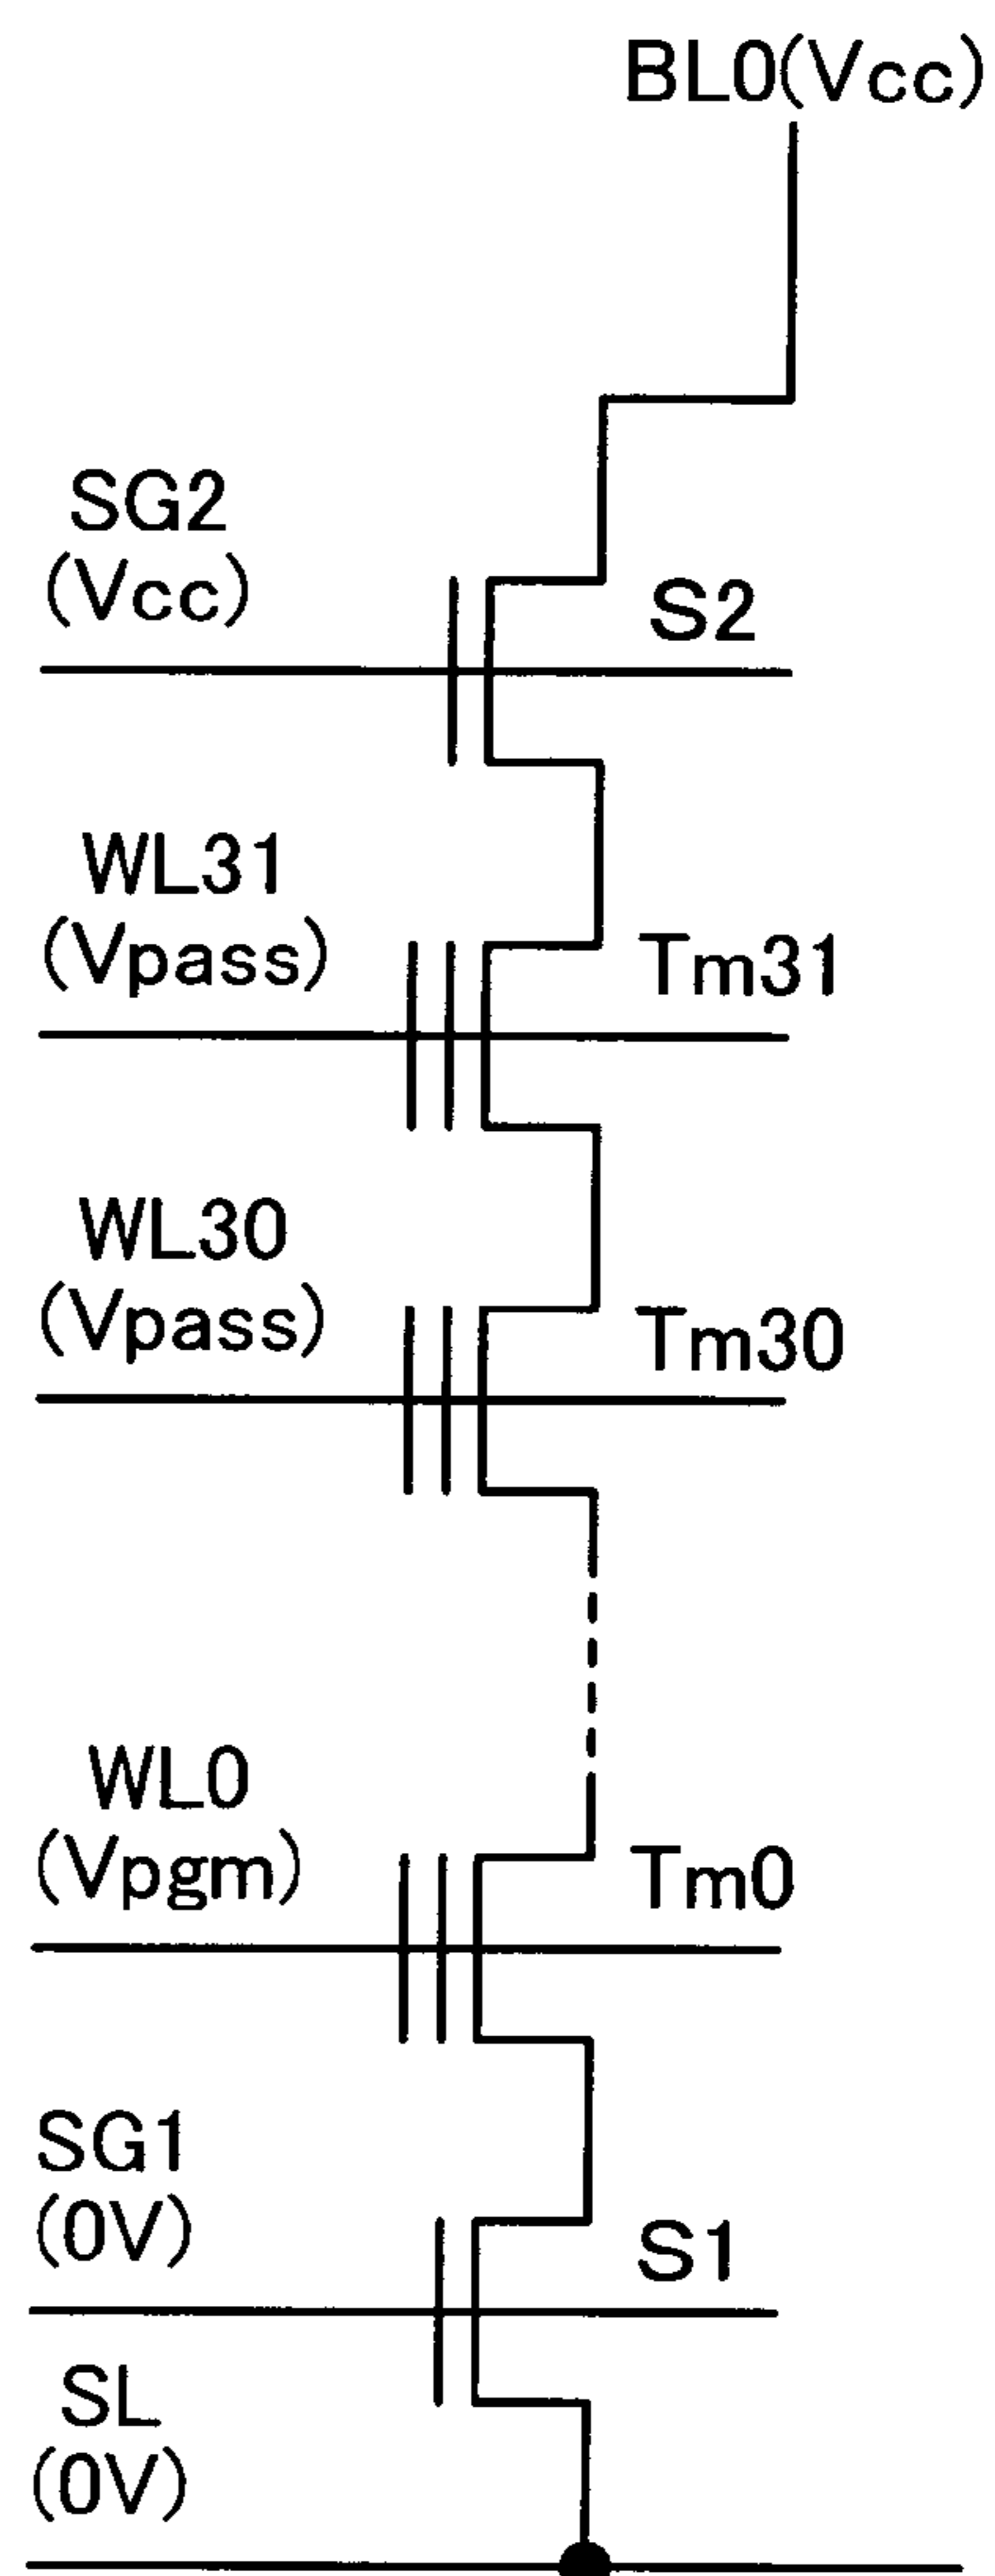 BL0(Vcc)
SG2
(Vcc)
S2
WL31
(Vpass)
Tm31
WL30
(Vpass)
Tm30
WL0
(Vpgm)
Tm0
SG1
(0V)
S1
SL
(0V)